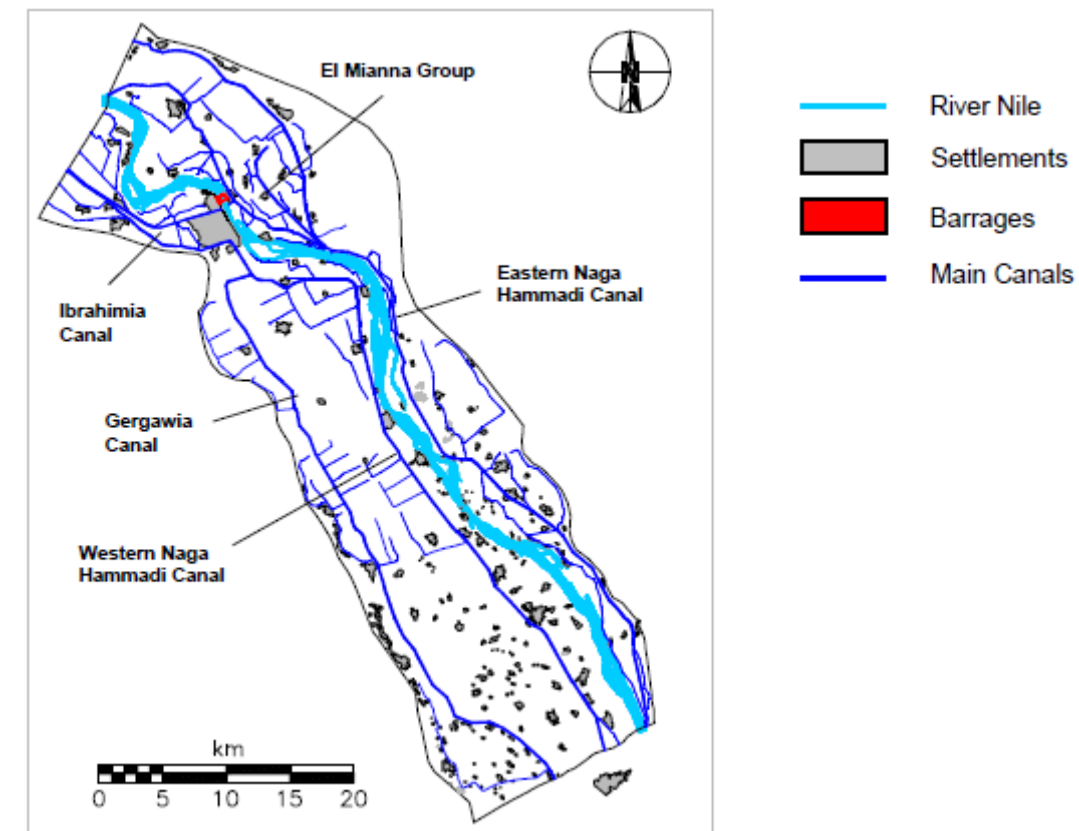 El Mianna Group
N
River Nile
Settlements
Barrages
Main Canals
Eastern Naga
Hammadi Canal
Ibrahimia
Canal
Gergawia
Canal
Western Naga
Hammadi Canal
km
0 5 10 15 20